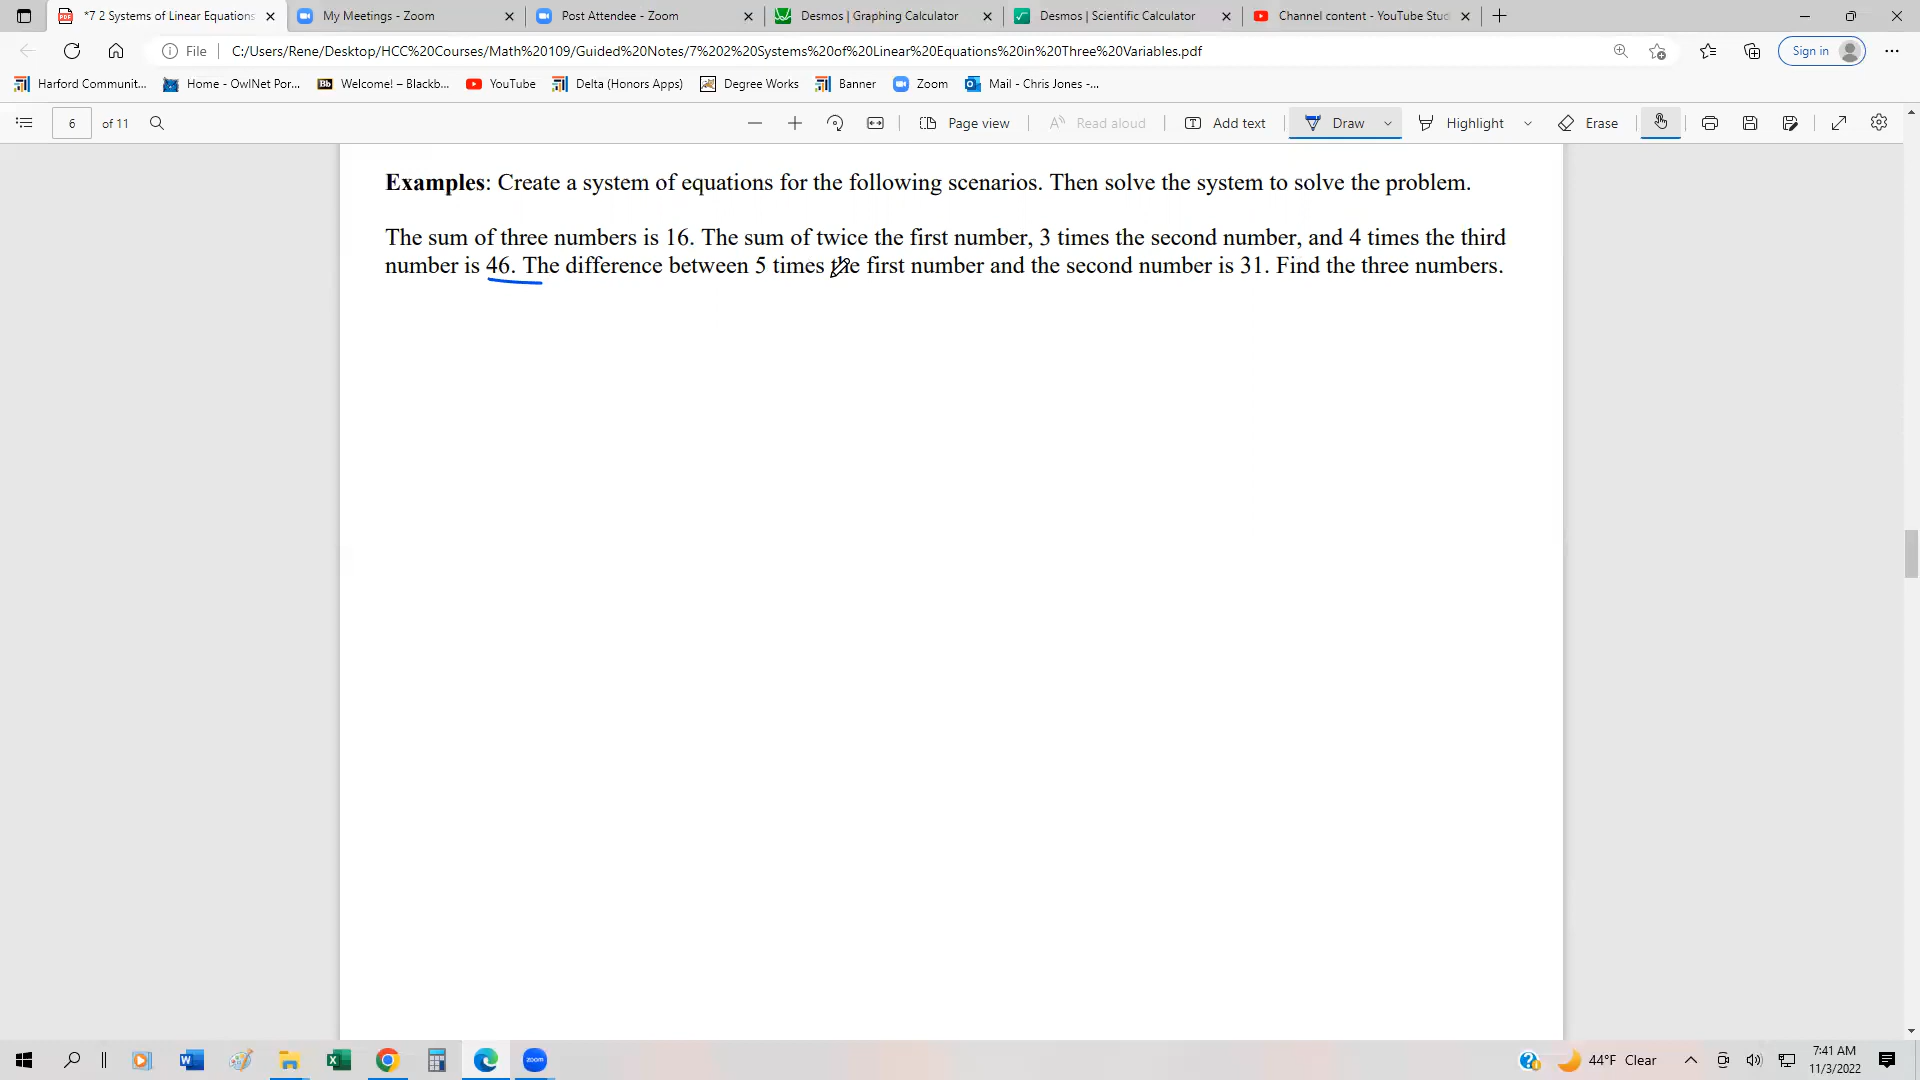 *7 2 Systems of Linear Equations
My Meetings - Zoom
Post Attendee - Zoom
Desmos | Graphing Calculator
Desmos | Scientific Calculator
Channel content - YouTube Stud
File
C:/Users/Rene/Desktop/HCC%20Courses/Math%20109/Guided%20Notes/7%202%20Systems%20of%20Linear%20Equations%20in%20Three%20Variables.pdf
Sign in
Harford Communit...
Home - OwlNet Por...
Bb
Welcome! – Blackb...
YouTube
Delta (Honors Apps)
Degree Works
Banner
Zoom
Mail - Chris Jones -...
6 of 11
Page view
Read aloud
Add text
Draw
Highlight
Erase
Examples: Create a system of equations for the following scenarios. Then solve the system to solve the problem.
The sum of three numbers is 16. The sum of twice the first number, 3 times the second number, and 4 times the third
number is 46. The difference between 5 times the first number and the second number is 31. Find the three numbers.
zoom
44°F Clear
7:41 AM
11/3/2022